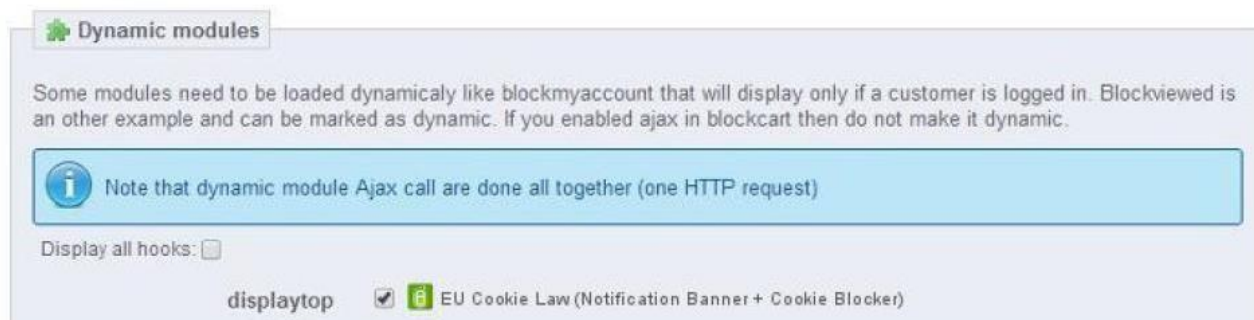 Dynamic modules
Some modules need to be loaded dynamicaly like blockmyaccount that will display only if a customer is logged in. Blockviewed is
an other example and can be marked as dynamic. If you enabled ajax in blockcart then do not make it dynamic.
Note that dynamic module Ajax call are done all together (one HTTP request)
Display all hooks:
displaytop EU Cookie Law (Notification Banner + Cookie Blocker)